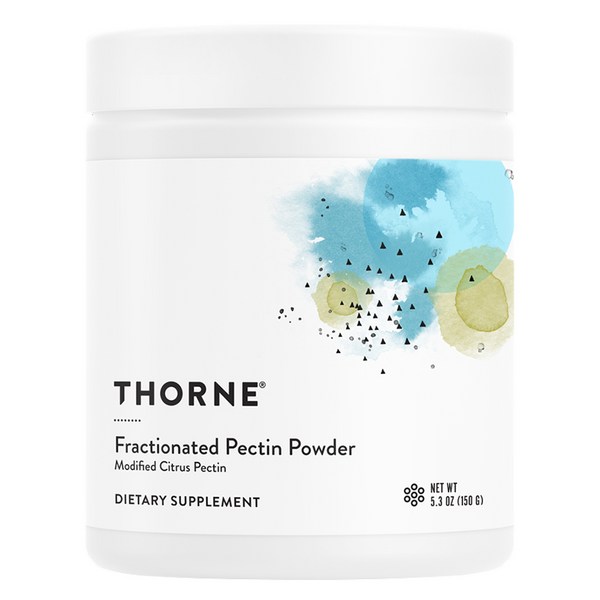 THORNE®
Fractionated Pectin Powder
Modified Citrus Pectin
DIETARY SUPPLEMENT
NET WT
5.3 OZ (150 G)